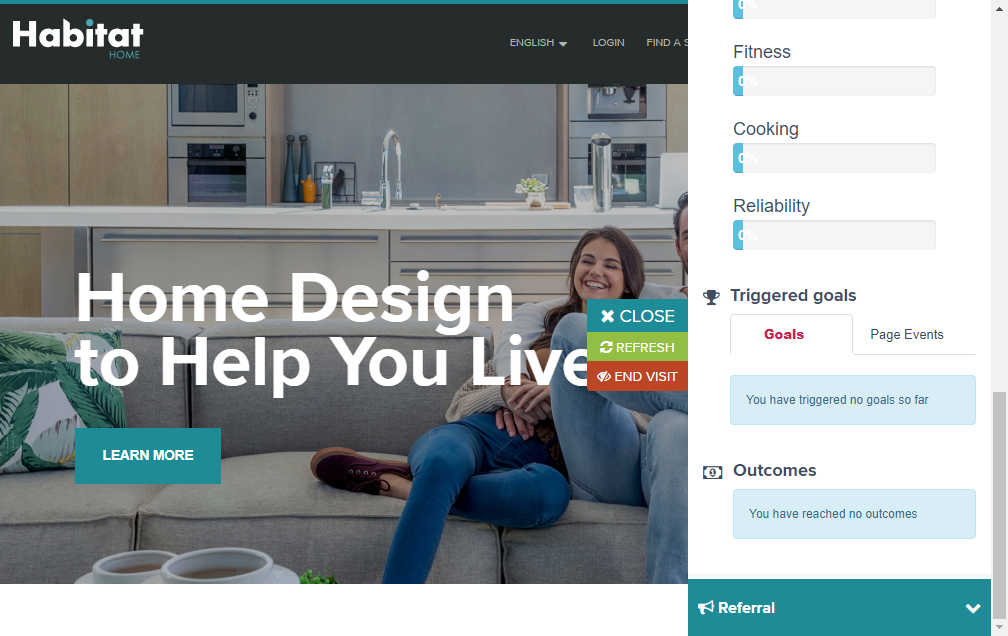 Habitat
HOME
ENGLISH
LOGIN
FIND A S
Home Design
to Help You Live
LEARN MORE
CLOSE
REFRESH
END VISIT
0%
Fitness
0%
Cooking
0%
Reliability
0%
Triggered goals
Goals
Page Events
You have triggered no goals so far
Outcomes
You have reached no outcomes
Referral